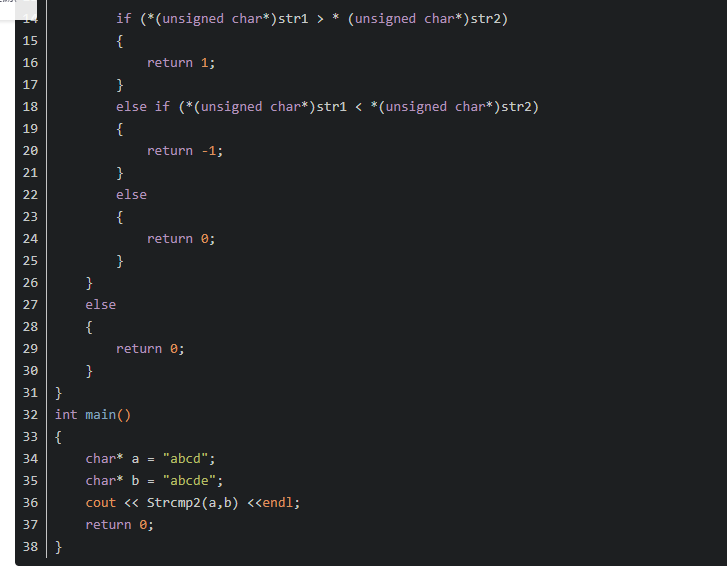 14 if (*(unsigned char*)str1 > * (unsigned char*)str2)
15 {
16 return 1;
17 }
18 else if (*(unsigned char*)str1 < *(unsigned char*)str2)
19 {
20 return -1;
21 }
22 else
23 {
24 return 0;
25 }
26 }
27 else
28 {
29 return 0;
30 }
31 }
32 int main()
33 {
34 char* a = "abcd";
35 char* b = "abcde";
36 cout << Strcmp2(a,b) <<endl;
37 return 0;
38 }